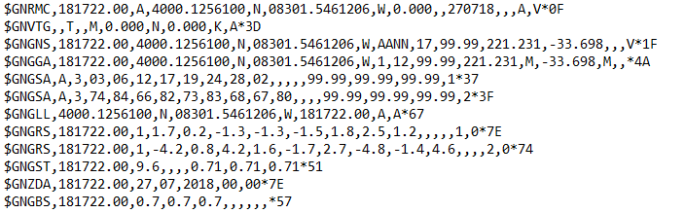 $GNRMC,181722.00,A,4000.1256100,N,08301.5461206,W,0.000,,270718,,,A,V*0F
$GNVTG,,T,,M,0.000,N,0.000,K,A*3D
$GNGNS,181722.00,4000.1256100,N,08301.5461206,W,AANN,17,99.99,221.231,-33.698,,,V*1F
$GNGGA,181722.00,4000.1256100,N,08301.5461206,W,1,12,99.99,221.231,M,-33.698,M,,*4A
$GNGSA,A,3,03,06,12,17,19,24,28,02,,,,,99.99,99.99,99.99,1*37
$GNGSA,A,3,74,84,66,82,73,83,68,67,80,,,,99.99,99.99,99.99,2*3F
$GNGLL,4000.1256100,N,08301.5461206,W,181722.00,A,A*67
$GNGRS,181722.00,1,1.7,0.2,-1.3,-1.3,-1.5,1.8,2.5,1.2,,,,,1,0*7E
$GNGRS,181722.00,1,-4.2,0.8,4.2,1.6,-1.7,2.7,-4.8,-1.4,4.6,,,,2,0*74
$GNGST,181722.00,9.6,,,,0.71,0.71,0.71*51
$GNZDA,181722.00,27,07,2018,00,00*7E
$GNGBS,181722.00,0.7,0.7,0.7,,,,,,*57